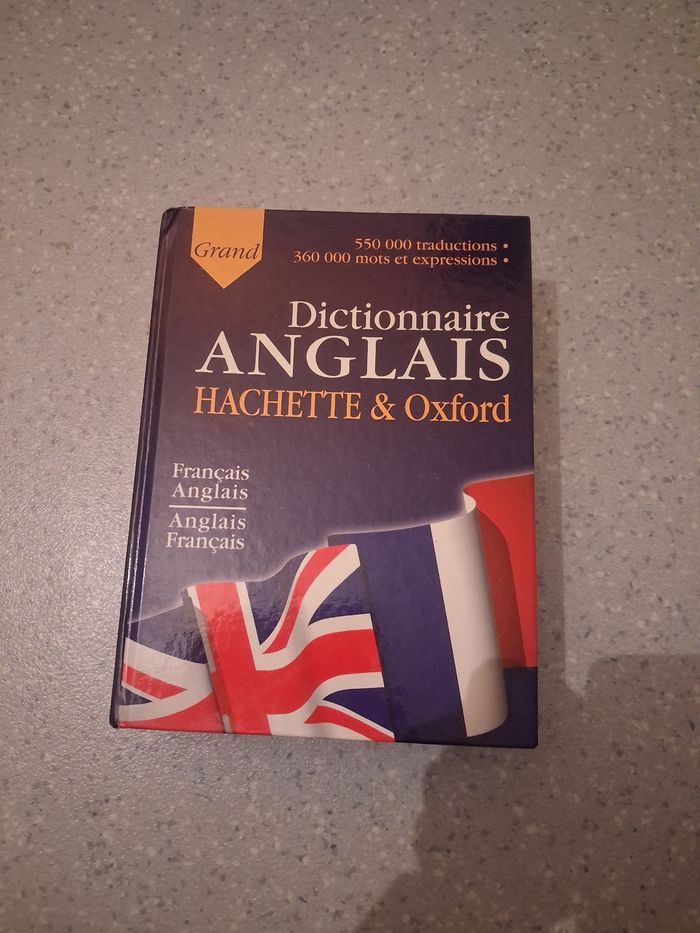 Grand
550 000 traductions •
360 000 mots et expressions •
Dictionnaire
ANGLAIS
HACHETTE & Oxford
Français
Anglais
Anglais
Français